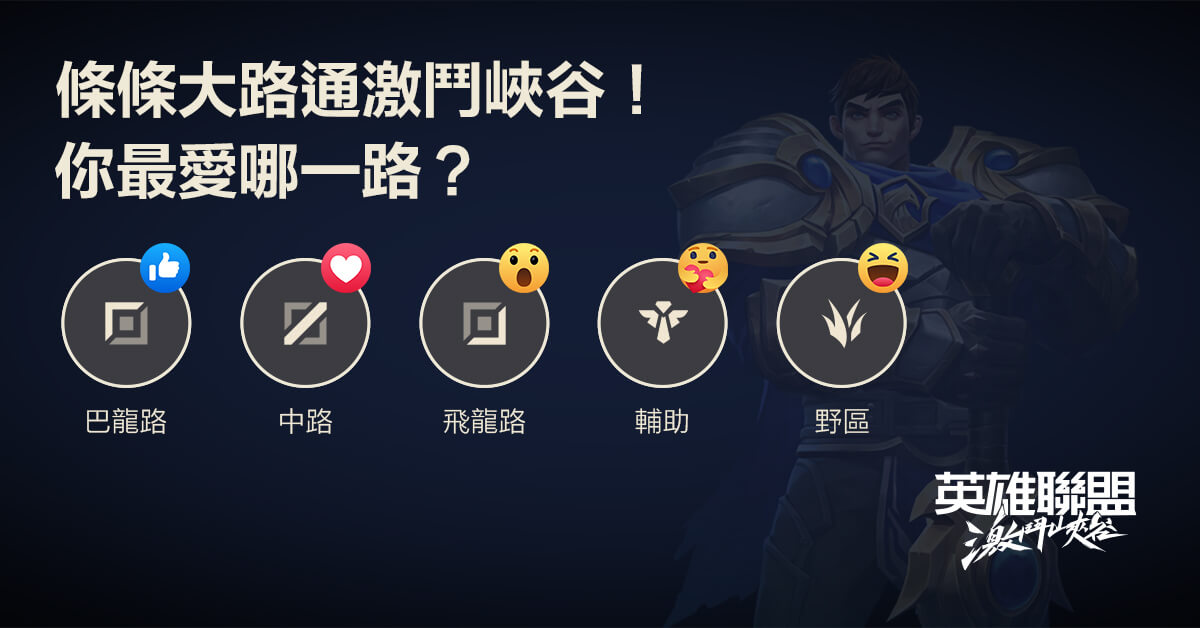 條條大路通激鬥峽谷！
你最愛哪一路？
巴龍路
中路
飛龍路
輔助
野區
英雄聯盟
激鬥峽谷